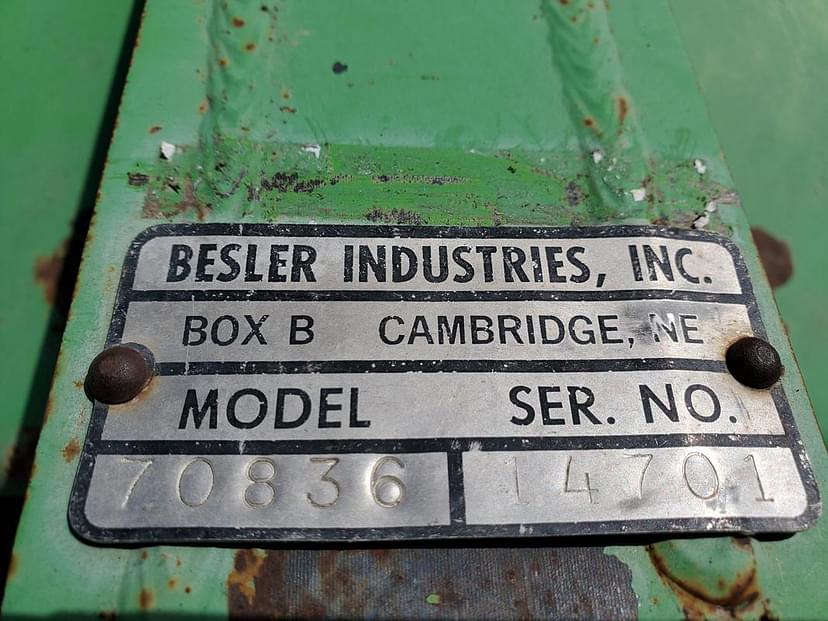 BESLER INDUSTRIES, INC.
BOX B CAMBRIDGE, NE
MODEL SER. NO.
70836 14701